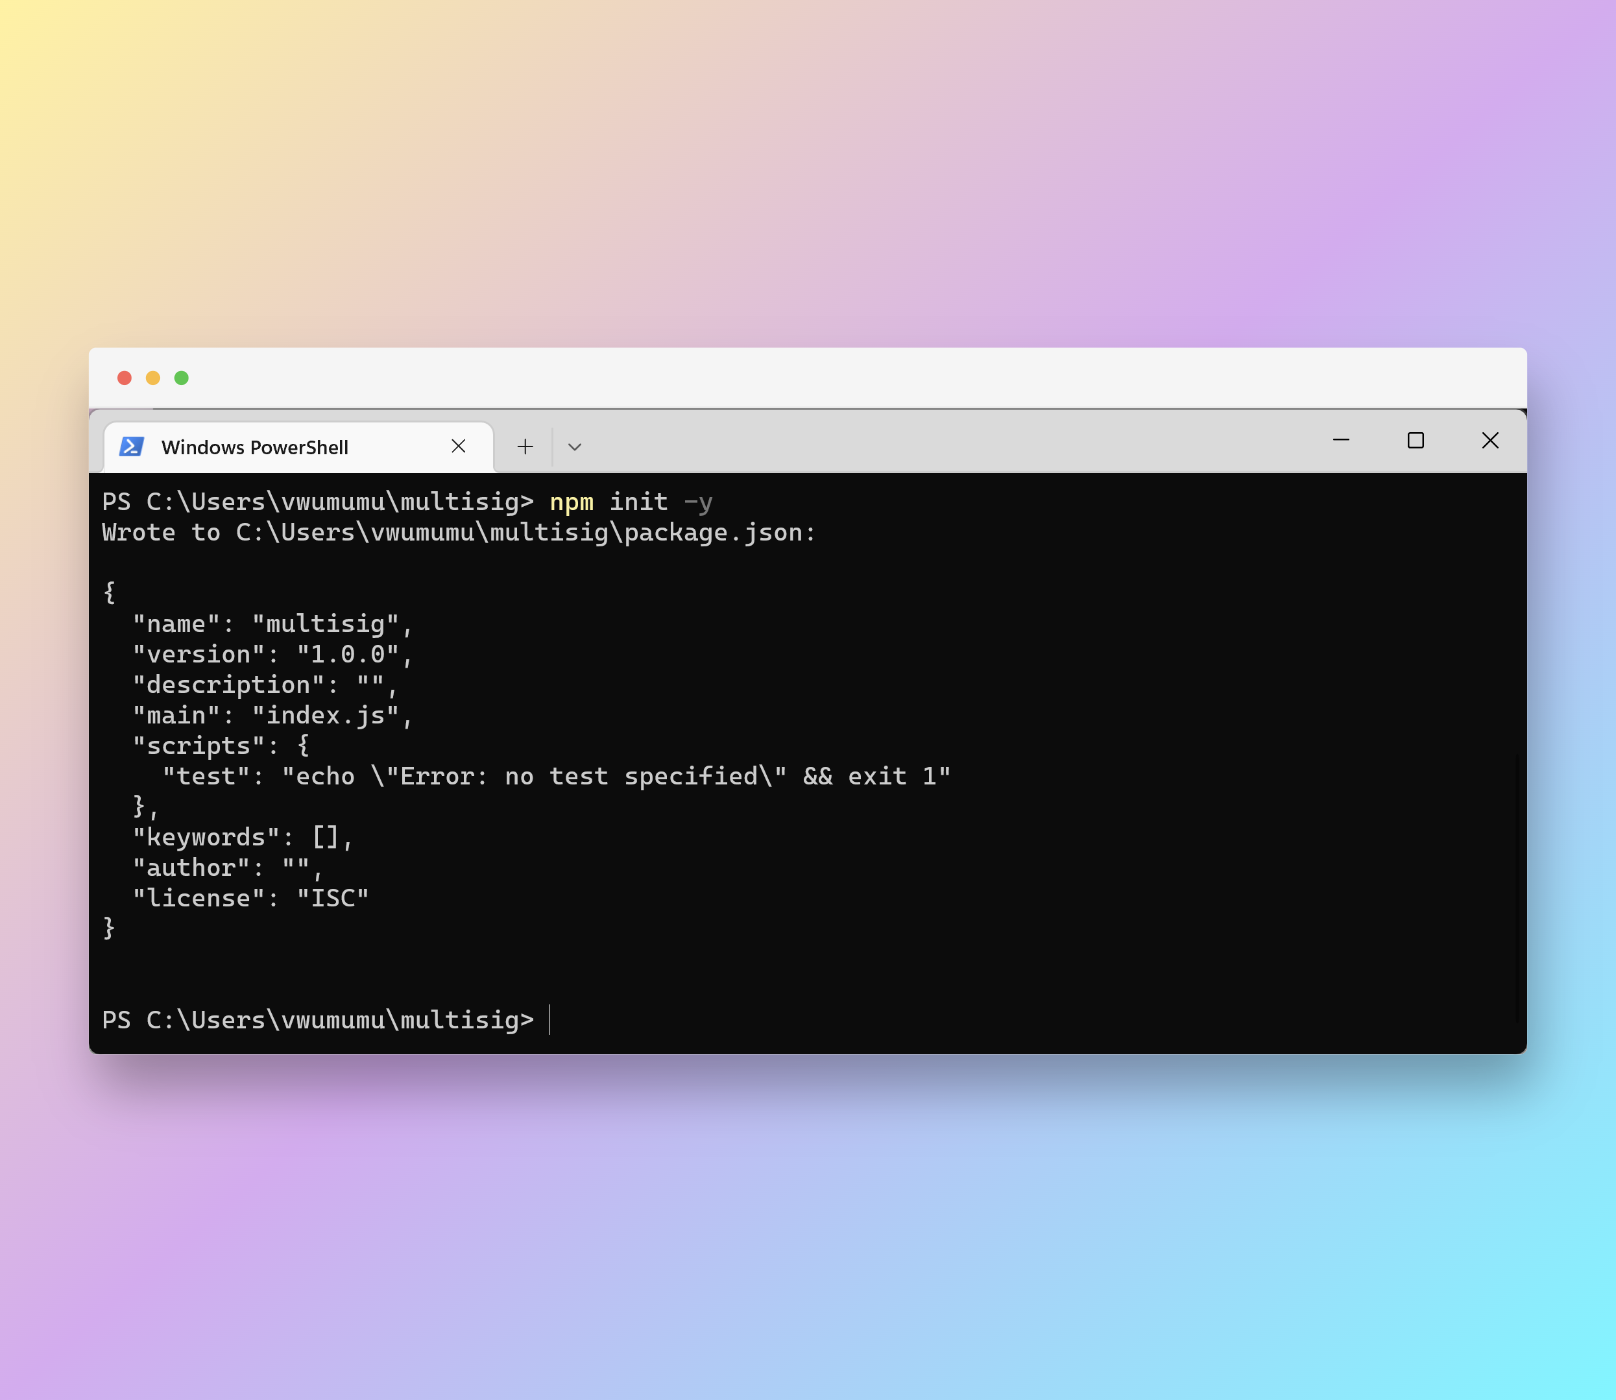 Windows PowerShell
PS C:\Users\vwumumu\multisig> npm init -y
Wrote to C:\Users\vwumumu\multisig\package.json:
{
  "name": "multisig",
  "version": "1.0.0",
  "description": "",
  "main": "index.js",
  "scripts": {
    "test": "echo \"Error: no test specified\" && exit 1"
  },
  "keywords": [],
  "author": "",
  "license": "ISC"
}
PS C:\Users\vwumumu\multisig>